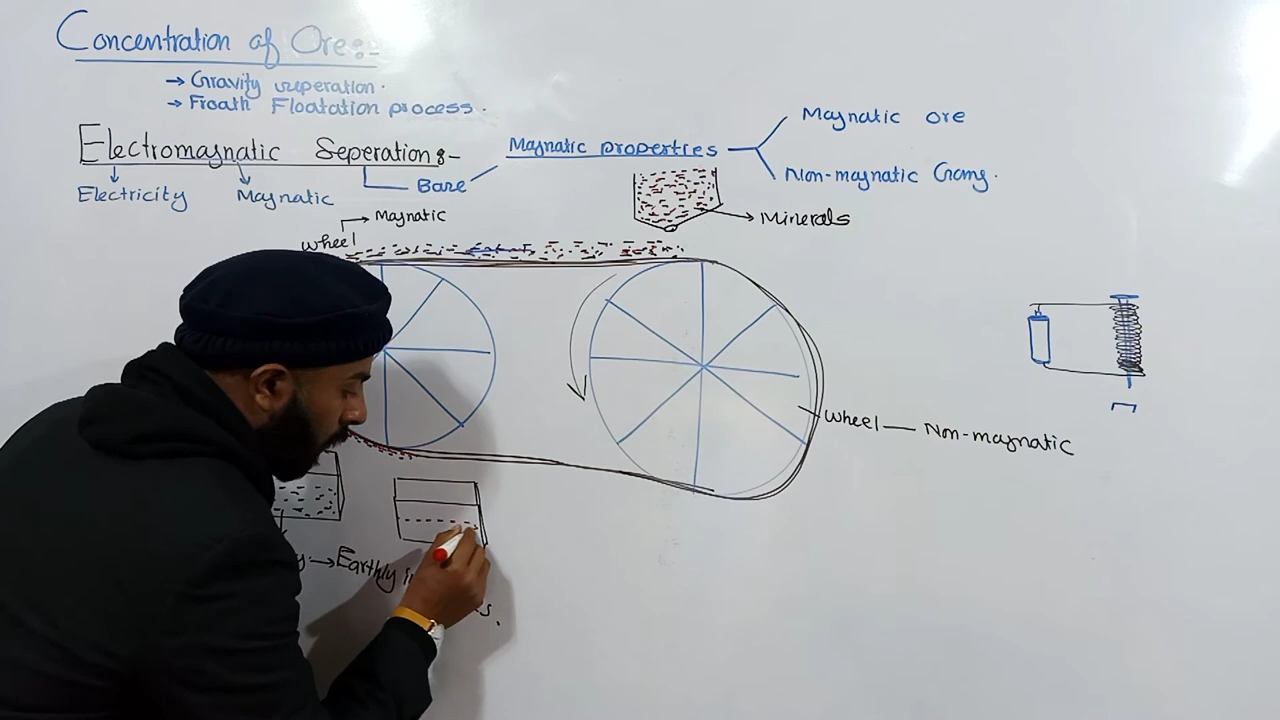 Concentration of Ore:-
→ Gravity seperation.
→ Froath Floatation process.
Electromagnatic Seperation :-
Electricity
Magnatic
Base
Magnatic properties
Magnatic ore
Non-magnatic Gang.
Minerals
wheel → Magnatic
wheel — Non-magnatic
→ Earthly